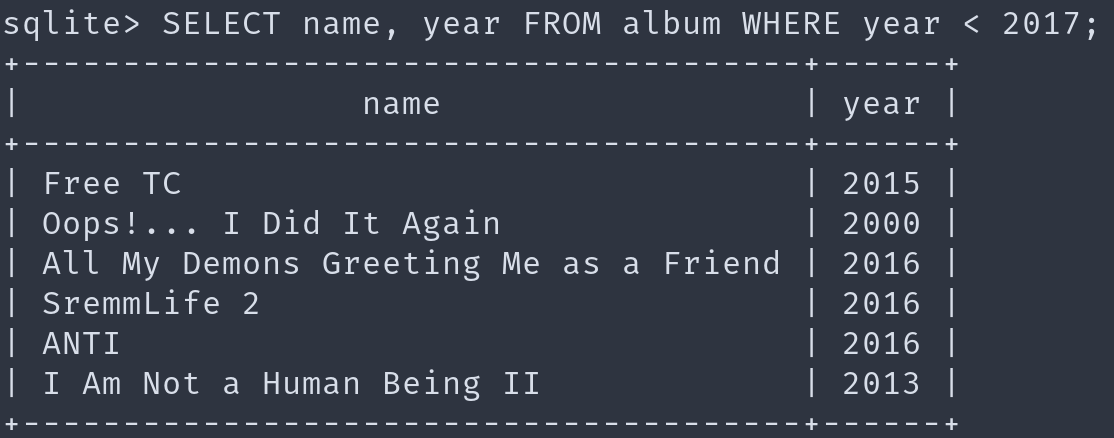 sqlite> SELECT name, year FROM album WHERE year < 2017;
+---------------------------------------+------+
|                 name                  | year |
+---------------------------------------+------+
| Free TC                               | 2015 |
| Oops!... I Did It Again               | 2000 |
| All My Demons Greeting Me as a Friend | 2016 |
| SremmLife 2                           | 2016 |
| ANTI                                  | 2016 |
| I Am Not a Human Being II             | 2013 |
+---------------------------------------+------+